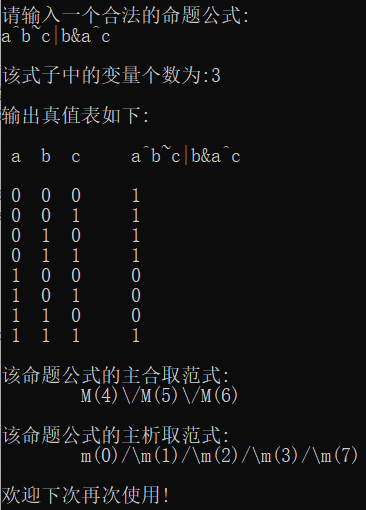 请输入一个合法的命题公式:
a^b~c|b&a^c
该式子中的变量个数为:3
输出真值表如下:
a b c a^b~c|b&a^c
0 0 0 1
0 0 1 1
0 1 0 1
0 1 1 1
1 0 0 0
1 0 1 0
1 1 0 0
1 1 1 1
该命题公式的主合取范式:
M(4)\/M(5)\/M(6)
该命题公式的主析取范式:
m(0)/\m(1)/\m(2)/\m(3)/\m(7)
欢迎下次再次使用!